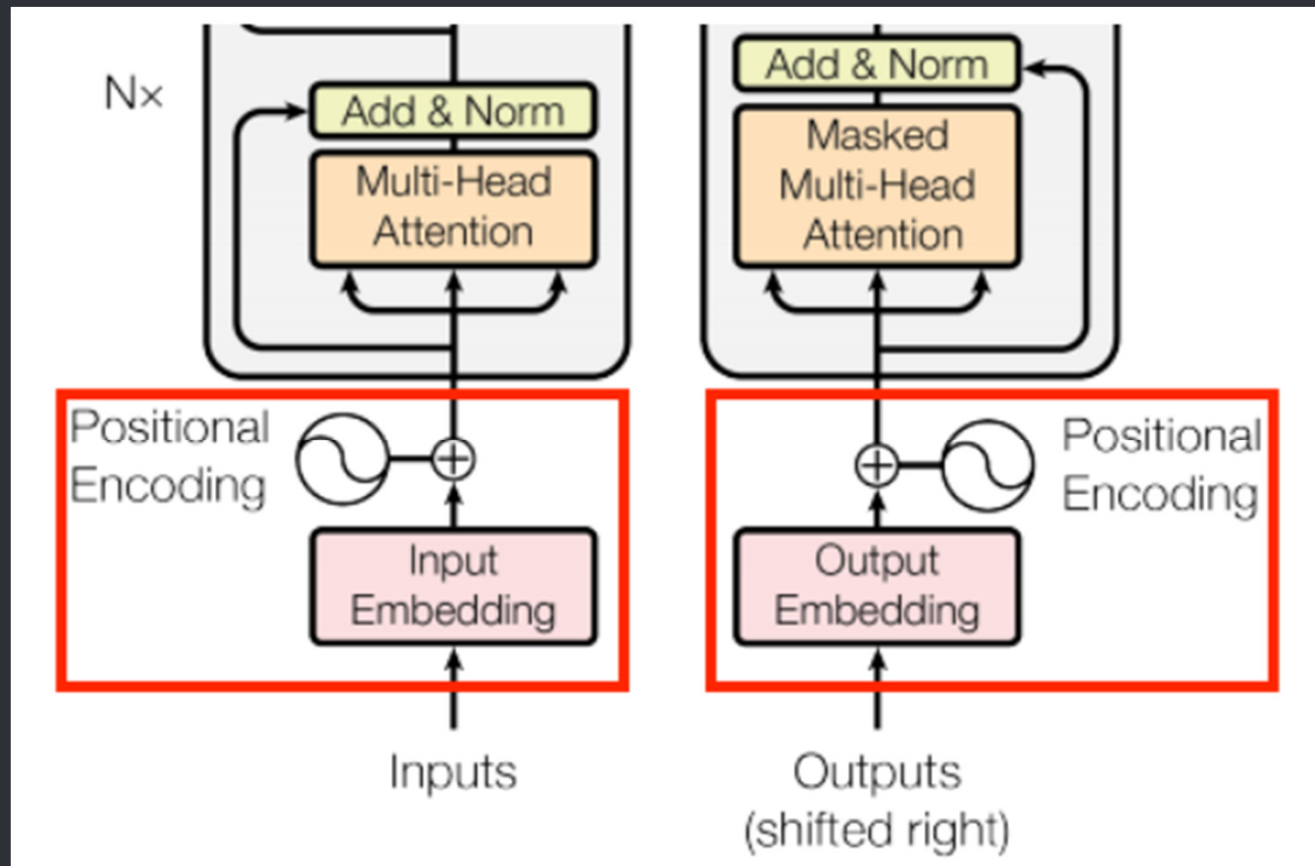 Nx
Add & Norm
Multi-Head
Attention
Positional
Encoding
Input
Embedding
Inputs
Add & Norm
Masked
Multi-Head
Attention
Positional
Encoding
Output
Embedding
Outputs
(shifted right)